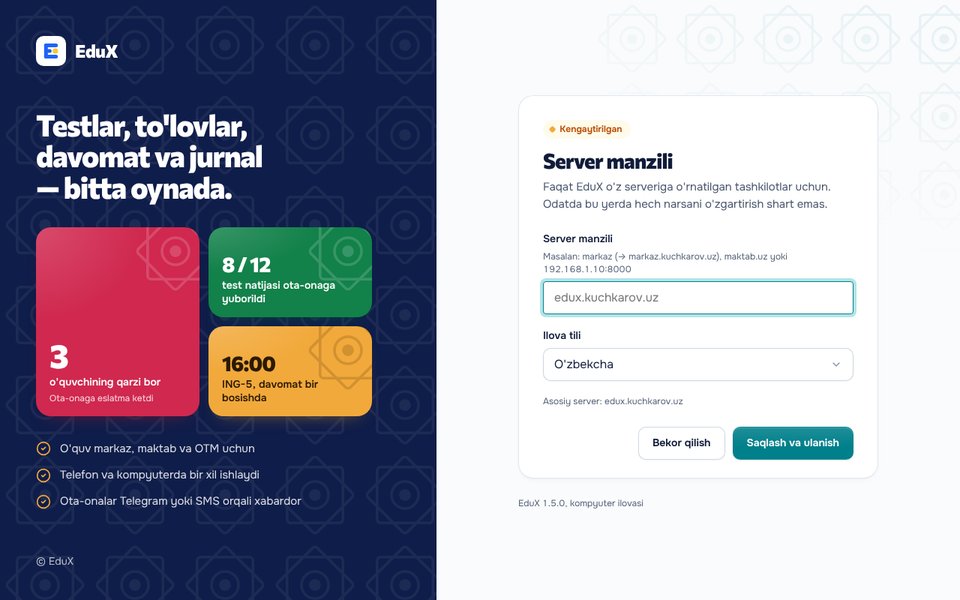 EduX
Testlar, to'lovlar,
davomat va jurnal
— bitta oynada.
3
o'quvchining qarzi bor
Ota-onaga eslatma ketdi
8 / 12
test natijasi ota-onaga
yuborildi
16:00
ING-5, davomat bir
bosishda
O'quv markaz, maktab va OTM uchun
Telefon va kompyuterda bir xil ishlaydi
Ota-onalar Telegram yoki SMS orqali xabardor
© EduX
Kengaytirilgan
Server manzili
Faqat EduX o'z serveriga o'rnatilgan tashkilotlar uchun.
Odatda bu yerda hech narsani o'zgartirish shart emas.
Server manzili
Masalan: markaz (→ markaz.kuchkarov.uz), maktab.uz yoki
192.168.1.10:8000
edux.kuchkarov.uz
Ilova tili
O'zbekcha
Asosiy server: edux.kuchkarov.uz
Bekor qilish
Saqlash va ulanish
EduX 1.5.0, kompyuter ilovasi